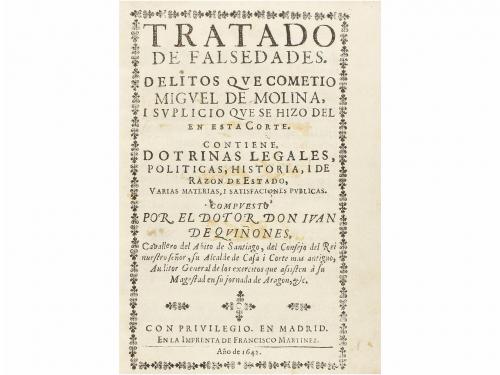 TRATADO
DE FALSEDADES.
DELITOS QVE COMETIO
MIGVEL DE MOLINA,
I SVPLICIO QVE SE HIZO DEL
EN ESTA CORTE.
CONTIENE,
DOTRINAS LEGALES,
POLITICAS, HISTORIA, I DE
RAZON DE ESTADO,
VARIAS MATERIAS, I SATISFACIONES PVBLICAS.
COMPVESTO
POR EL DOTOR DON IVAN
DE QVIÑONES,
Cavallero del Abito de Santiago, del Consejo del Rei
nuestro señor, su Alcalde de Casa i Corte mas antiguo,
Auditor General de los exercitos que asisten à su
Magestad en su jornada de Aragon, &c.
CON PRIVILEGIO. EN MADRID.
EN LA IMPRENTA DE FRANCISCO MARTINEZ.
Año de 1642.